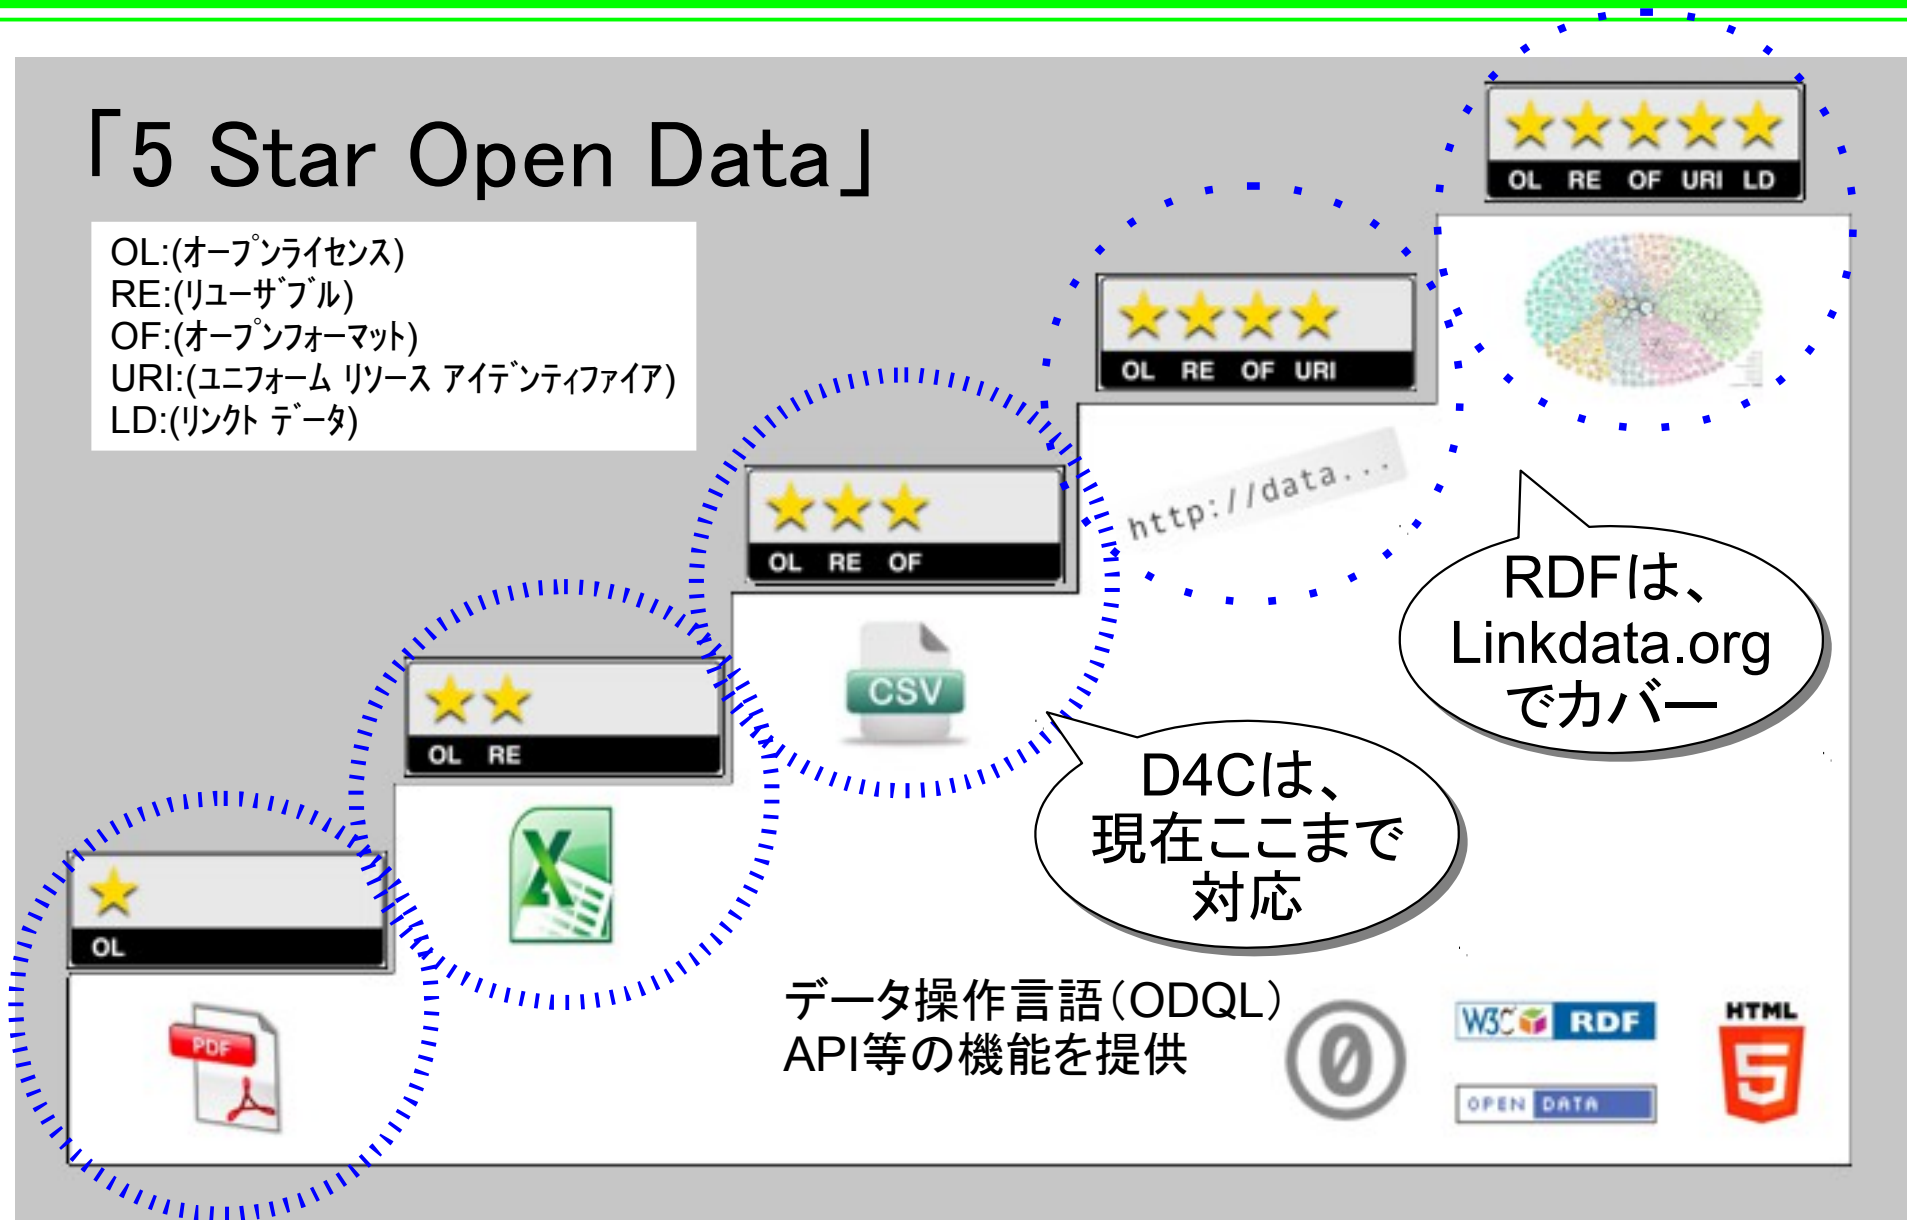 「5 Star Open Data」
OL:(オープンライセンス)
RE:(リユーザブル)
OF:(オープンフォーマット)
URI:(ユニフォーム リソース アイデンティファイア)
LD:(リンクト データ)
OL RE OF URI LD
OL RE OF URI
http://data...
OL RE OF
CSV
OL RE
OL
PDF
RDFは、
Linkdata.org
でカバー
D4Cは、
現在ここまで
対応
データ操作言語（ODQL）
API等の機能を提供
0
W3C RDF
OPEN DATA
HTML
5